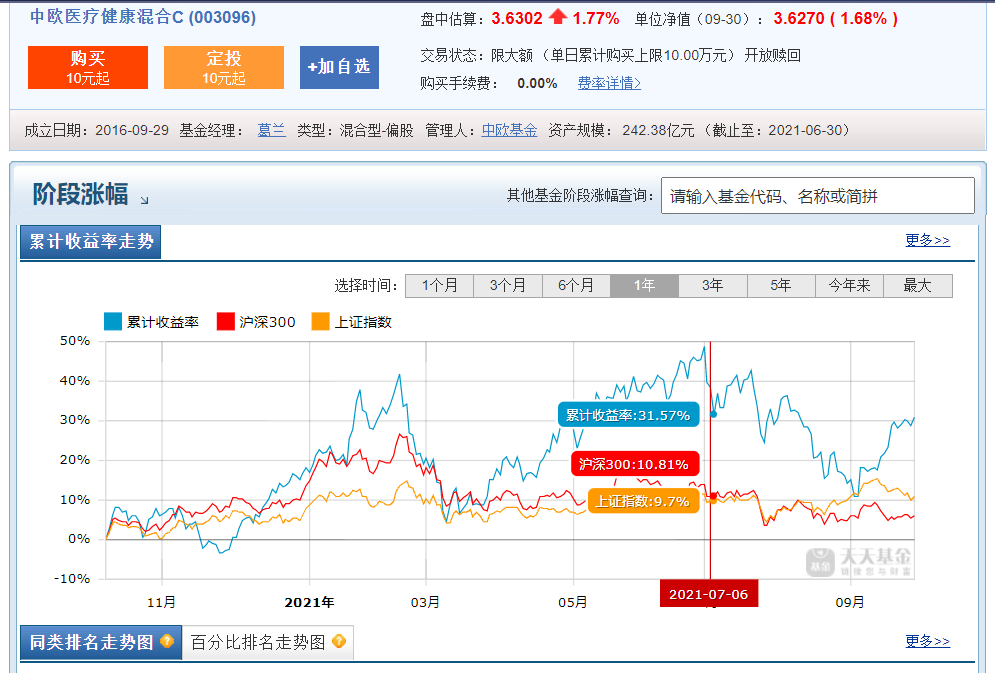 中欧医疗健康混合C (003096)
盘中估算：3.6302 1.77% 单位净值（09-30）：3.6270 ( 1.68% )
购买
10元起
定投
10元起
+加自选
交易状态：限大额 （单日累计购买上限10.00万元） 开放赎回
购买手续费： 0.00% 费率详情>
成立日期：2016-09-29 基金经理： 葛兰 类型：混合型-偏股 管理人：中欧基金 资产规模： 242.38亿元 （截止至：2021-06-30）
阶段涨幅
其他基金阶段涨幅查询：
请输入基金代码、名称或简拼
累计收益率走势
更多>>
选择时间： 1个月 3个月 6个月 1年 3年 5年 今年来 最大
累计收益率 沪深300 上证指数
50%
40%
30%
20%
10%
0%
-10%
累计收益率:31.57%
沪深300:10.81%
上证指数:9.7%
天天基金
基金
链接您与财富
11月 2021年 03月 05月 2021-07-06 09月
同类排名走势图 ? 百分比排名走势图 ?
更多>>